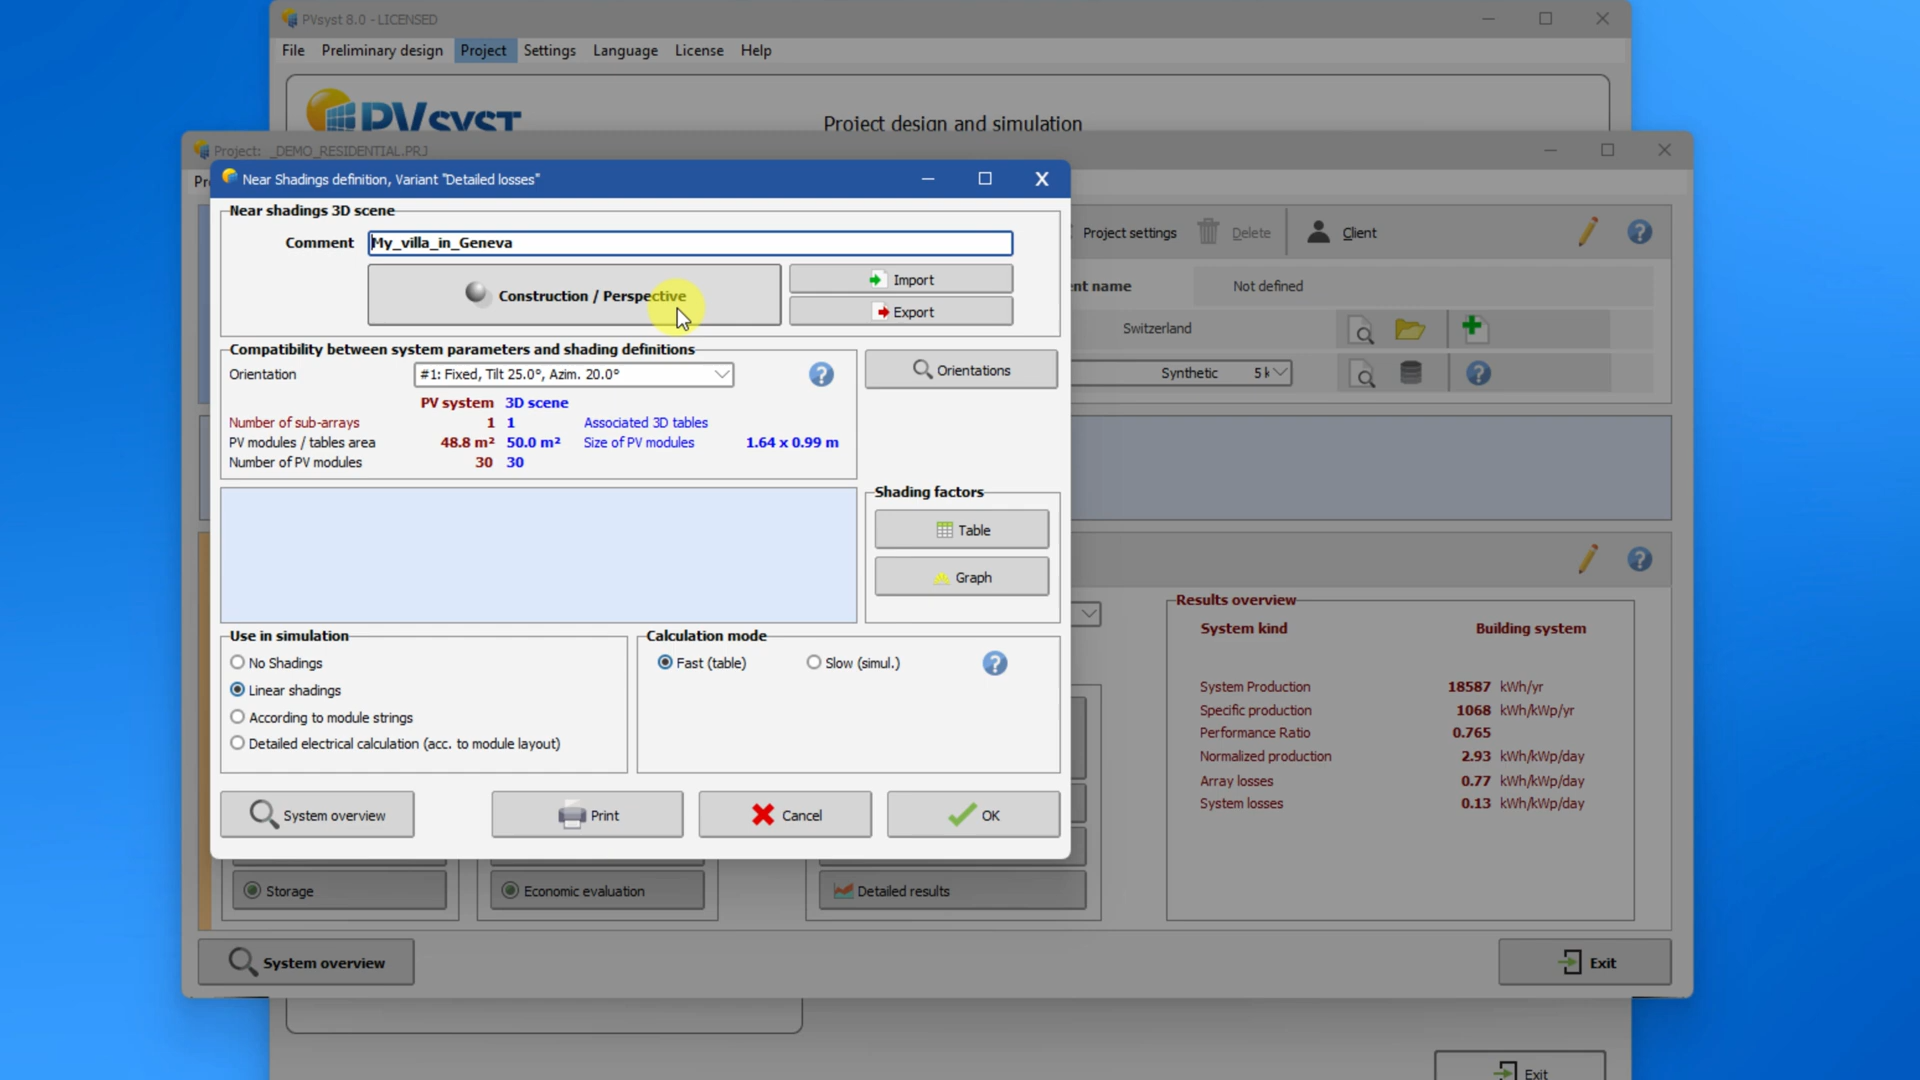 PVsyst 8.0 - LICENSED
File Preliminary design Project Settings Language License Help
PVsyst
Project design and simulation
Project: _DEMO_RESIDENTIAL.PRJ
Near Shadings definition, Variant "Detailed losses"
Near shadings 3D scene
Comment My_villa_in_Geneva
Construction / Perspective
Import
Export
Project settings Delete Client
Not defined
Switzerland
Synthetic
Compatibility between system parameters and shading definitions
Orientation #1: Fixed, Tilt 25.0°, Azim. 20.0°
Orientations
PV system 3D scene
Number of sub-arrays 1 1 Associated 3D tables
PV modules / tables area 48.8 m² 50.0 m² Size of PV modules 1.64 x 0.99 m
Number of PV modules 30 30
Shading factors
Table
Graph
Use in simulation
No Shadings
Linear shadings
According to module strings
Detailed electrical calculation (acc. to module layout)
Calculation mode
Fast (table) Slow (simul.)
System overview Print Cancel OK
Results overview
System kind Building system
System Production 18587 kWh/yr
Specific production 1068 kWh/kWp/yr
Performance Ratio 0.765
Normalized production 2.93 kWh/kWp/day
Array losses 0.77 kWh/kWp/day
System losses 0.13 kWh/kWp/day
Storage Economic evaluation Detailed results
System overview Exit
Exit